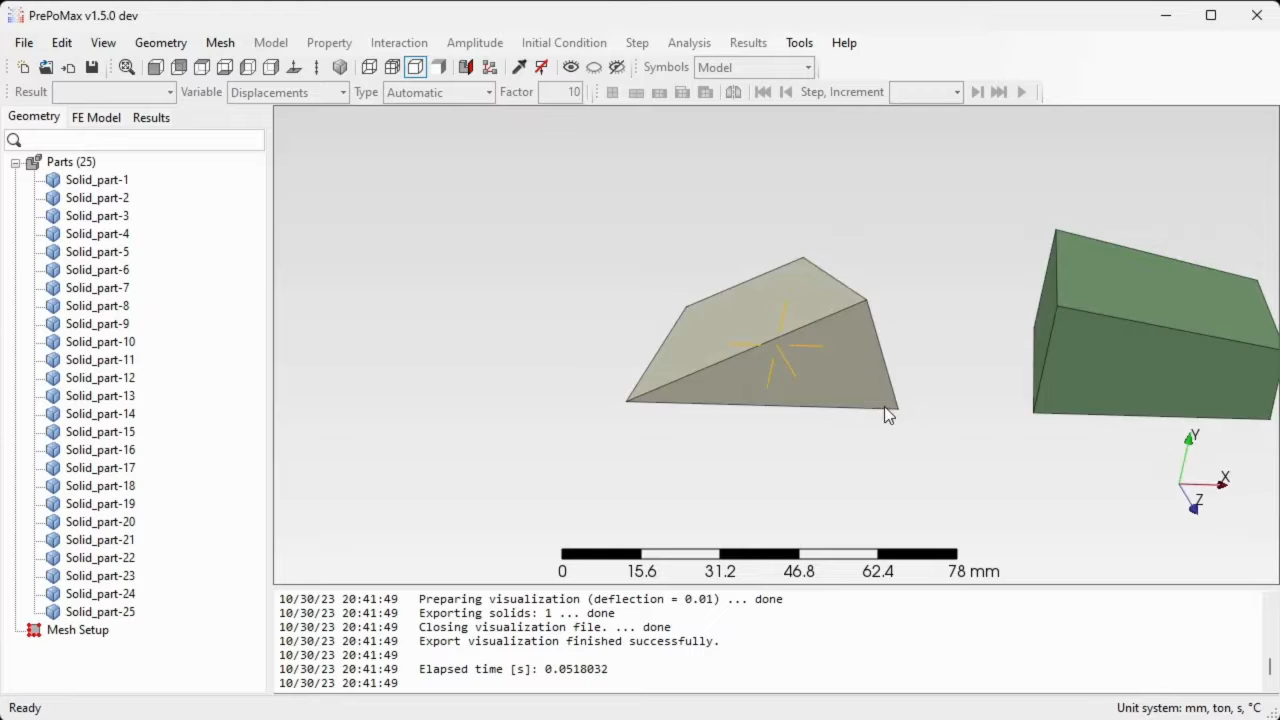 PrePoMax v1.5.0 dev
File Edit View Geometry Mesh Model Property Interaction Amplitude Initial Condition Step Analysis Results Tools Help
Symbols Model
Result Variable Displacements Type Automatic Factor 10 Step, Increment
Geometry FE Model Results
Parts (25)
Solid_part-1
Solid_part-2
Solid_part-3
Solid_part-4
Solid_part-5
Solid_part-6
Solid_part-7
Solid_part-8
Solid_part-9
Solid_part-10
Solid_part-11
Solid_part-12
Solid_part-13
Solid_part-14
Solid_part-15
Solid_part-16
Solid_part-17
Solid_part-18
Solid_part-19
Solid_part-20
Solid_part-21
Solid_part-22
Solid_part-23
Solid_part-24
Solid_part-25
Mesh Setup
Y
X
Z
0 15.6 31.2 46.8 62.4 78 mm
10/30/23 20:41:49 Preparing visualization (deflection = 0.01) ... done
10/30/23 20:41:49 Exporting solids: 1 ... done
10/30/23 20:41:49 Closing visualization file. ... done
10/30/23 20:41:49 Export visualization finished successfully.
10/30/23 20:41:49
10/30/23 20:41:49 Elapsed time [s]: 0.0518032
10/30/23 20:41:49
Ready
Unit system: mm, ton, s, °C